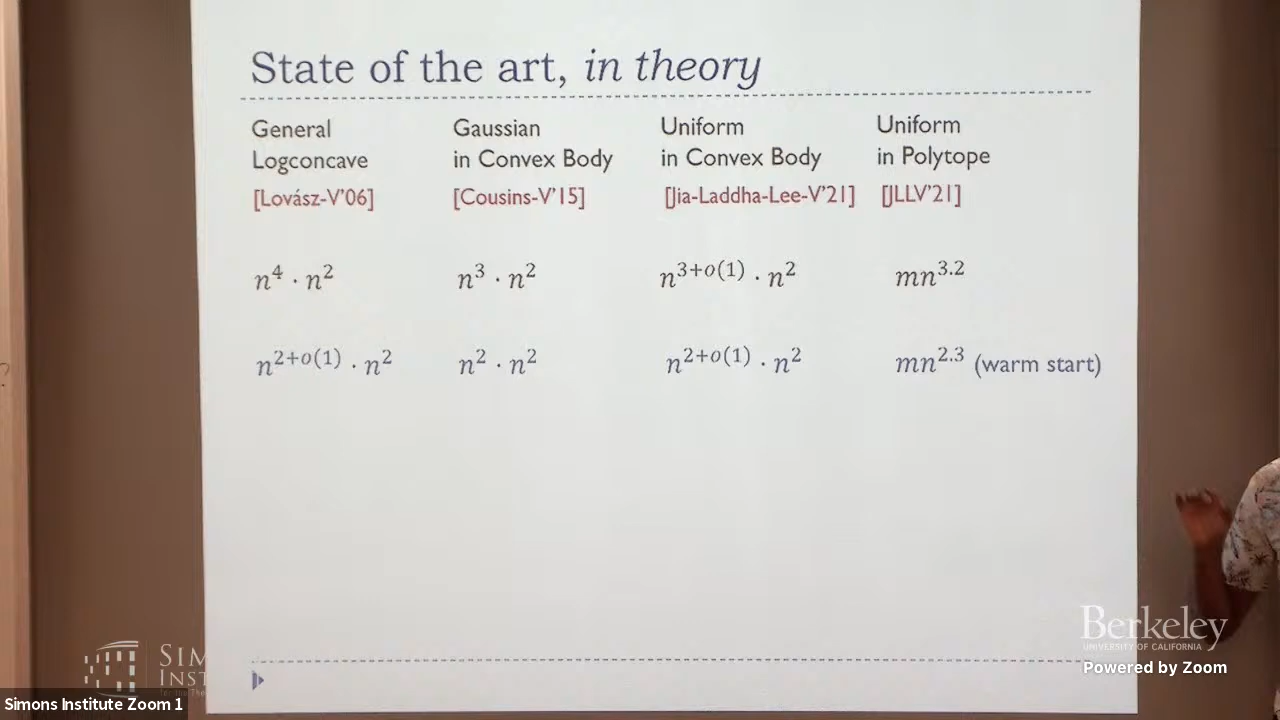 State of the art, in theory
General
Logconcave
[Lovász-V'06]
n⁴ · n²
n²⁺ᵒ⁽¹⁾ · n²
Gaussian
in Convex Body
[Cousins-V'15]
n³ · n²
n² · n²
Uniform
in Convex Body
[Jia-Laddha-Lee-V'21]
n³⁺ᵒ⁽¹⁾ · n²
n²⁺ᵒ⁽¹⁾ · n²
Uniform
in Polytope
[JLLV'21]
mn^{3.2}
mn^{2.3} (warm start)
Berkeley
UNIVERSITY OF CALIFORNIA
Powered by Zoom
SIM
INST
Simons Institute Zoom 1